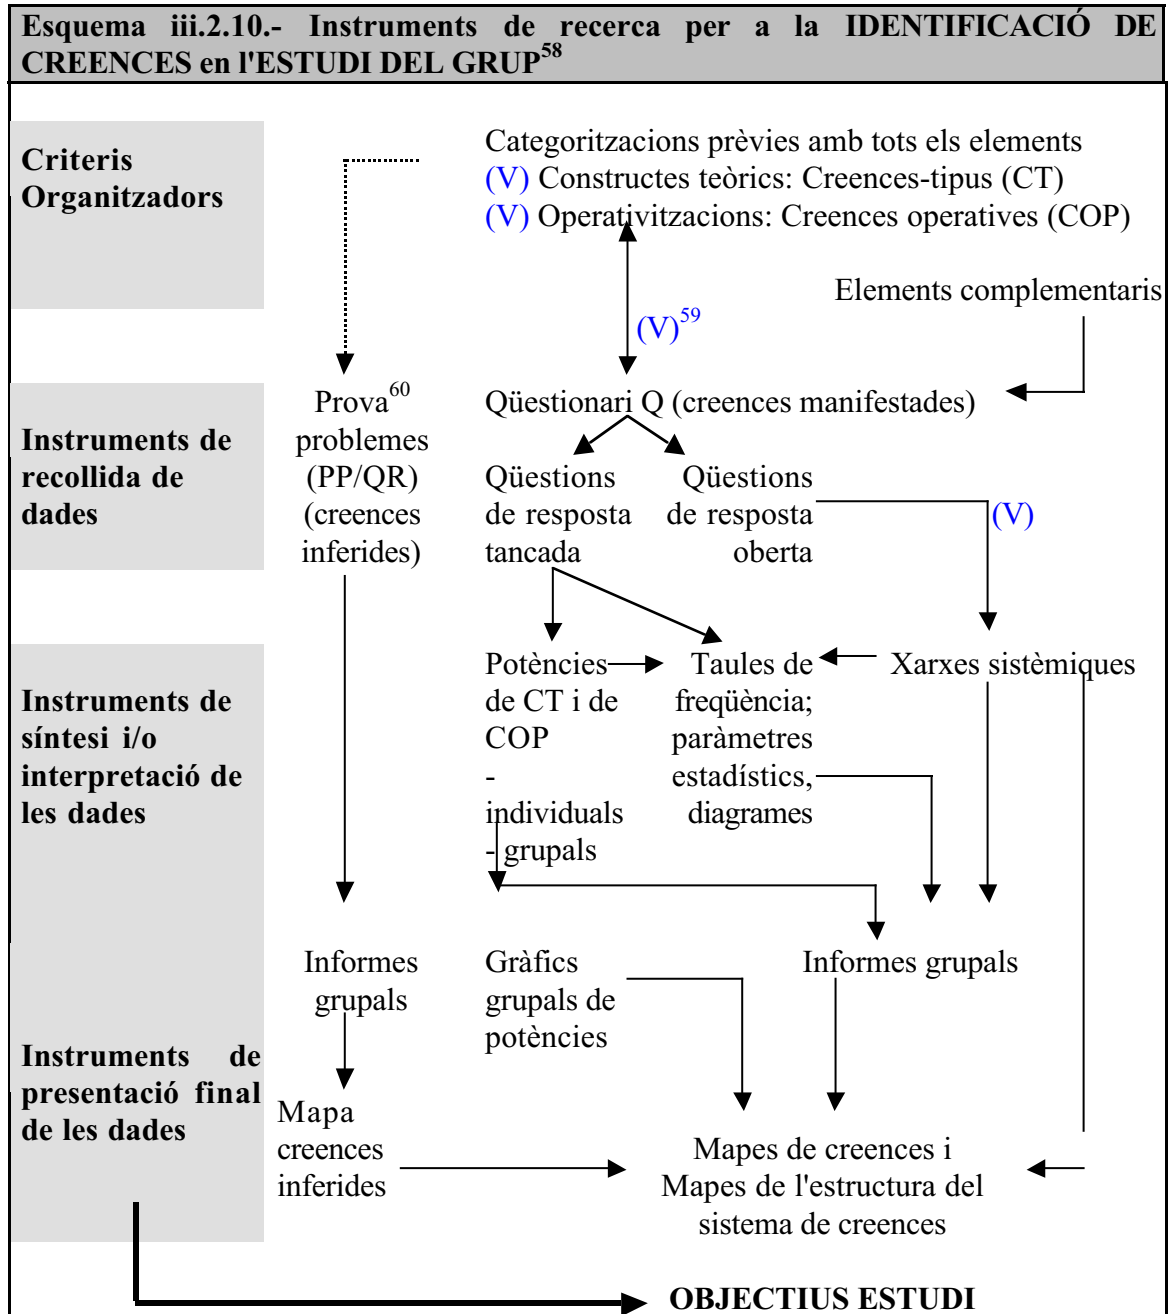 Esquema iii.2.10.- Instruments de recerca per a la IDENTIFICACIÓ DE
CREENCES en l'ESTUDI DEL GRUP58
Criteris
Organitzadors
Categoritzacions prèvies amb tots els elements
(V) Constructes teòrics: Creences-tipus (CT)
(V) Operativitzacions: Creences operatives (COP)
Elements complementaris
(V)59
Instruments de
recollida de
dades
Prova60
problemes
(PP/QR)
(creences
inferides)
Qüestionari Q (creences manifestades)
Qüestions
de resposta
tancada
Qüestions
de resposta
oberta
(V)
Instruments de
síntesi i/o
interpretació de
les dades
Potències
de CT i de
COP
-
individuals
- grupals
Taules de
freqüència;
paràmetres
estadístics,
diagrames
Xarxes sistèmiques
Informes
grupals
Gràfics
grupals de
potències
Informes grupals
Instruments de
presentació final
de les dades
Mapa
creences
inferides
Mapes de creences i
Mapes de l'estructura del
sistema de creences
OBJECTIUS ESTUDI